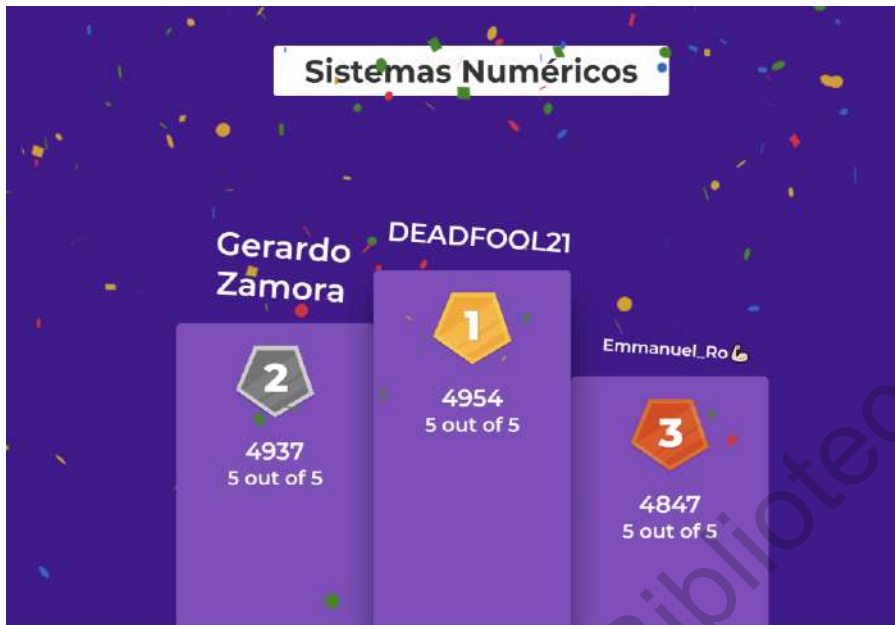 Sistemas Numéricos
DEADFOOL21
Gerardo
Zamora
Emmanuel_Ro💪🏻
1
4954
5 out of 5
2
4937
5 out of 5
3
4847
5 out of 5